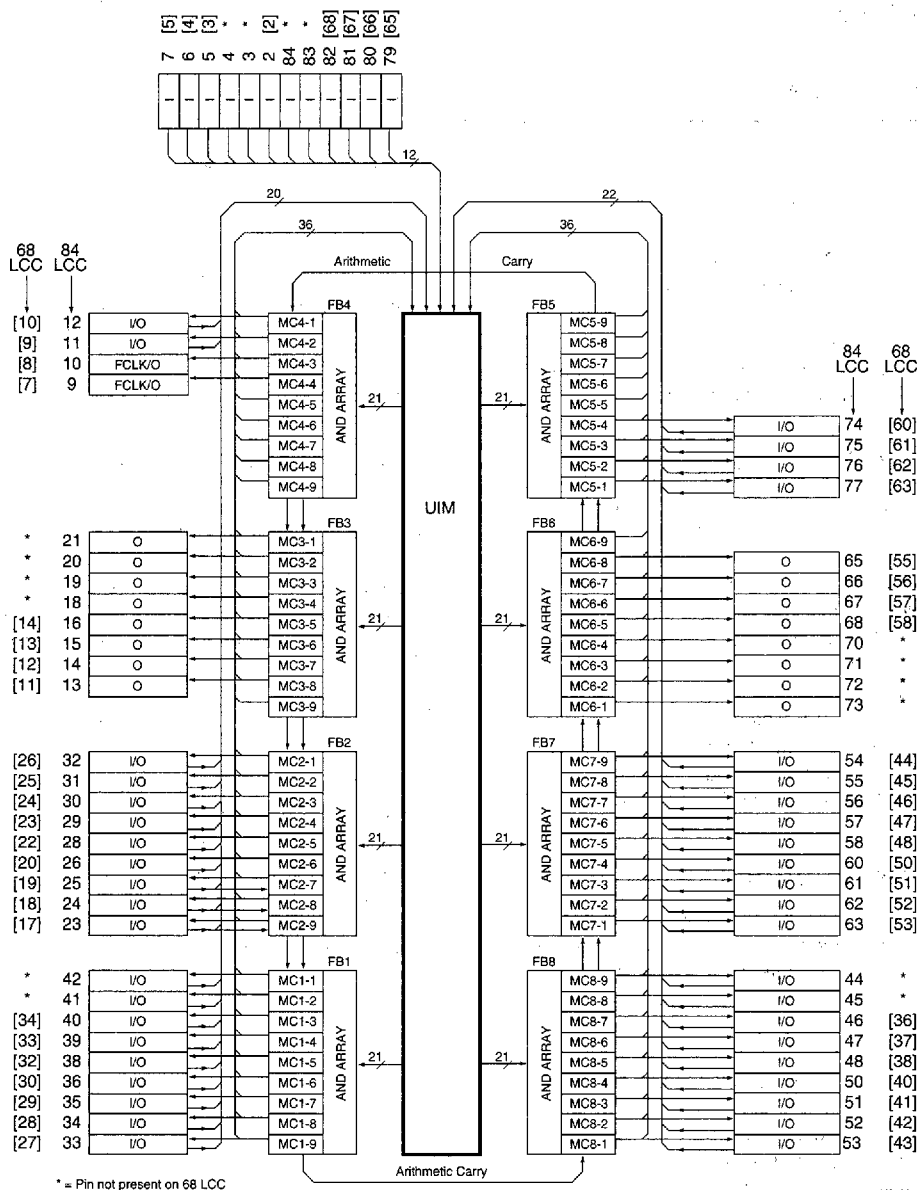 [5] [4] [3] * * [2] * * [68] [67] [66] [65]
7 6 5 4 3 2 84 83 82 81 80 79
I I I I I I I I I I I I
12
20 22
36 36
68 LCC 84 LCC
Arithmetic Carry
FB4 FB5
[10] 12 I/O MC4-1 MC5-9
[9] 11 I/O MC4-2 MC5-8
[8] 10 FCLK/O MC4-3 MC5-7
[7] 9 FCLK/O MC4-4 MC5-6
84 LCC 68 LCC
MC4-5 AND ARRAY 21 21 AND ARRAY MC5-5
MC4-6 MC5-4 I/O 74 [60]
MC4-7 MC5-3 I/O 75 [61]
MC4-8 MC5-2 I/O 76 [62]
MC4-9 MC5-1 I/O 77 [63]
UIM
FB3 FB6
* 21 O MC3-1 MC6-9
* 20 O MC3-2 MC6-8 O 65 [55]
* 19 O MC3-3 MC6-7 O 66 [56]
* 18 O MC3-4 MC6-6 O 67 [57]
[14] 16 O MC3-5 AND ARRAY 21 21 AND ARRAY MC6-5 O 68 [58]
[13] 15 O MC3-6 MC6-4 O 70 *
[12] 14 O MC3-7 MC6-3 O 71 *
[11] 13 O MC3-8 MC6-2 O 72 *
MC3-9 MC6-1 O 73 *
FB2 FB7
[26] 32 I/O MC2-1 MC7-9 I/O 54 [44]
[25] 31 I/O MC2-2 MC7-8 I/O 55 [45]
[24] 30 I/O MC2-3 MC7-7 I/O 56 [46]
[23] 29 I/O MC2-4 MC7-6 I/O 57 [47]
[22] 28 I/O MC2-5 AND ARRAY 21 21 AND ARRAY MC7-5 I/O 58 [48]
[20] 26 I/O MC2-6 MC7-4 I/O 60 [50]
[19] 25 I/O MC2-7 MC7-3 I/O 61 [51]
[18] 24 I/O MC2-8 MC7-2 I/O 62 [52]
[17] 23 I/O MC2-9 MC7-1 I/O 63 [53]
FB1 FB8
* 42 I/O MC1-1 MC8-9 I/O 44 *
* 41 I/O MC1-2 MC8-8 I/O 45 *
[34] 40 I/O MC1-3 MC8-7 I/O 46 [36]
[33] 39 I/O MC1-4 MC8-6 I/O 47 [37]
[32] 38 I/O MC1-5 AND ARRAY 21 21 AND ARRAY MC8-5 I/O 48 [38]
[30] 36 I/O MC1-6 MC8-4 I/O 50 [40]
[29] 35 I/O MC1-7 MC8-3 I/O 51 [41]
[28] 34 I/O MC1-8 MC8-2 I/O 52 [42]
[27] 33 I/O MC1-9 MC8-1 I/O 53 [43]
Arithmetic Carry
* = Pin not present on 68 LCC